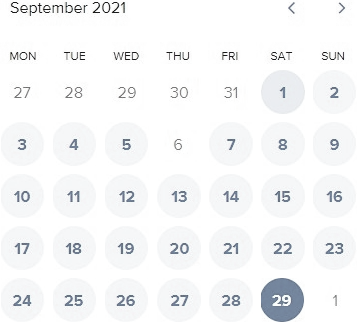 September 2021
MON TUE WED THU FRI SAT SUN
27 28 29 30 31 1 2
3 4 5 6 7 8 9
10 11 12 13 14 15 16
17 18 19 20 21 22 23
24 25 26 27 28 29 1